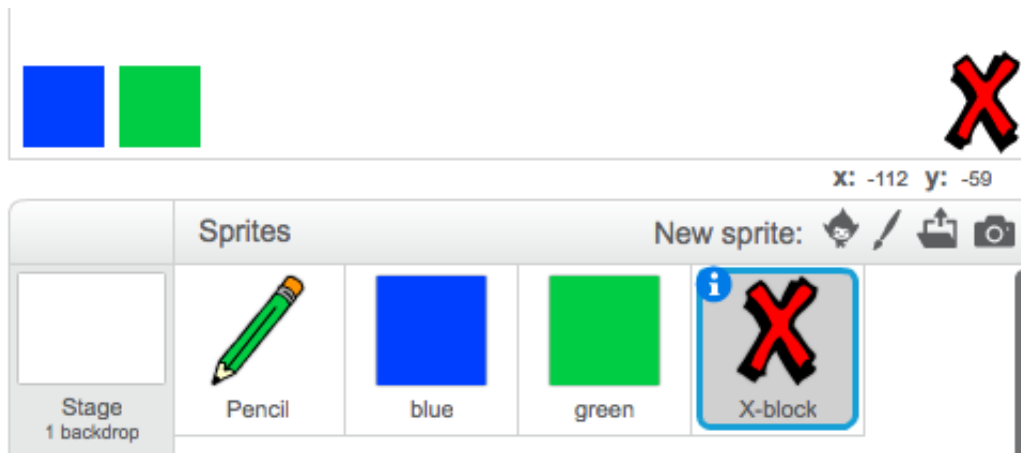 x: -112 y: -59
Sprites New sprite:
Pencil blue green X-block
Stage
1 backdrop